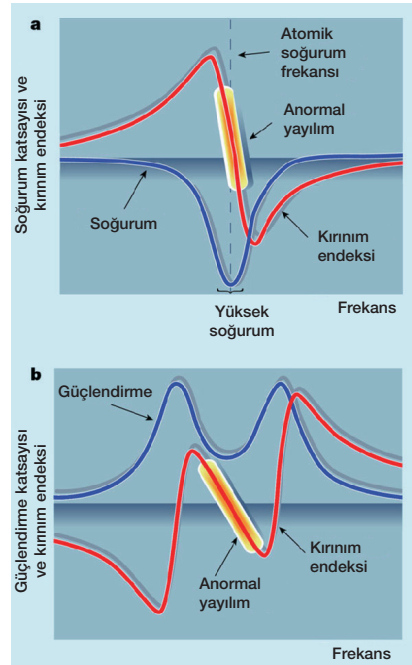 a
Soğurum katsayısı ve
kırınım endeksi
Atomik
soğurum
frekansı
Anormal
yayılım
Soğurum
Kırınım
endeksi
Yüksek
soğurum
Frekans
b
Güçlendirme katsayısı
ve kırınım endeksi
Güçlendirme
Anormal
yayılım
Kırınım
endeksi
Frekans